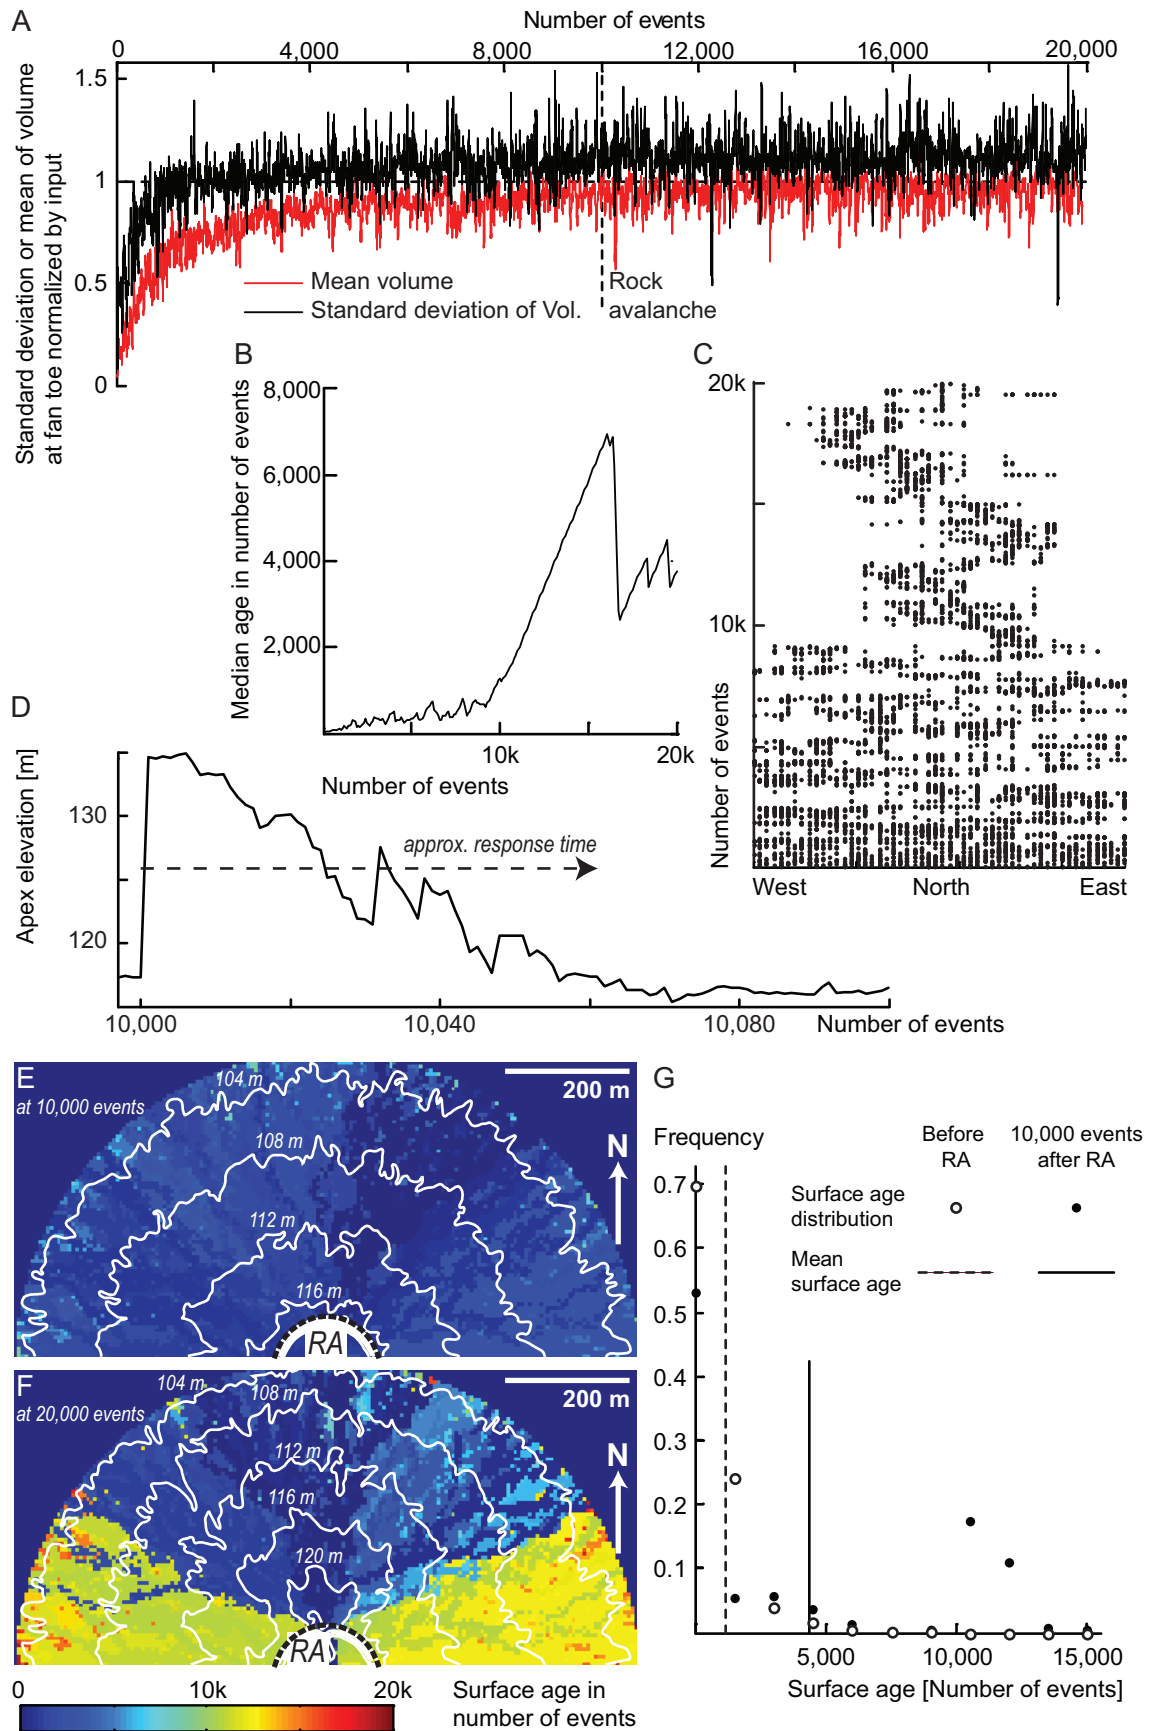 A
Number of events
0 4,000 8,000 12,000 16,000 20,000
1.5
1
0.5
0
Standard deviation or mean of volume
at fan toe normalized by input
Mean volume
Standard deviation of Vol.
Rock
avalanche
B
8,000
6,000
4,000
2,000
Median age in number of events
10k 20k
Number of events
C
20k
10k
Number of events
West North East
D
Apex elevation [m]
130
120
approx. response time
10,000 10,040 10,080 Number of events
E
at 10,000 events
104 m
108 m
112 m
116 m
200 m
N
RA
F
at 20,000 events
104 m
108 m
112 m
116 m
120 m
200 m
N
RA
0 10k 20k
Surface age in
number of events
G
Frequency
0.7
0.6
0.5
0.4
0.3
0.2
0.1
Before
RA
10,000 events
after RA
Surface age
distribution
Mean
surface age
5,000 10,000 15,000
Surface age [Number of events]